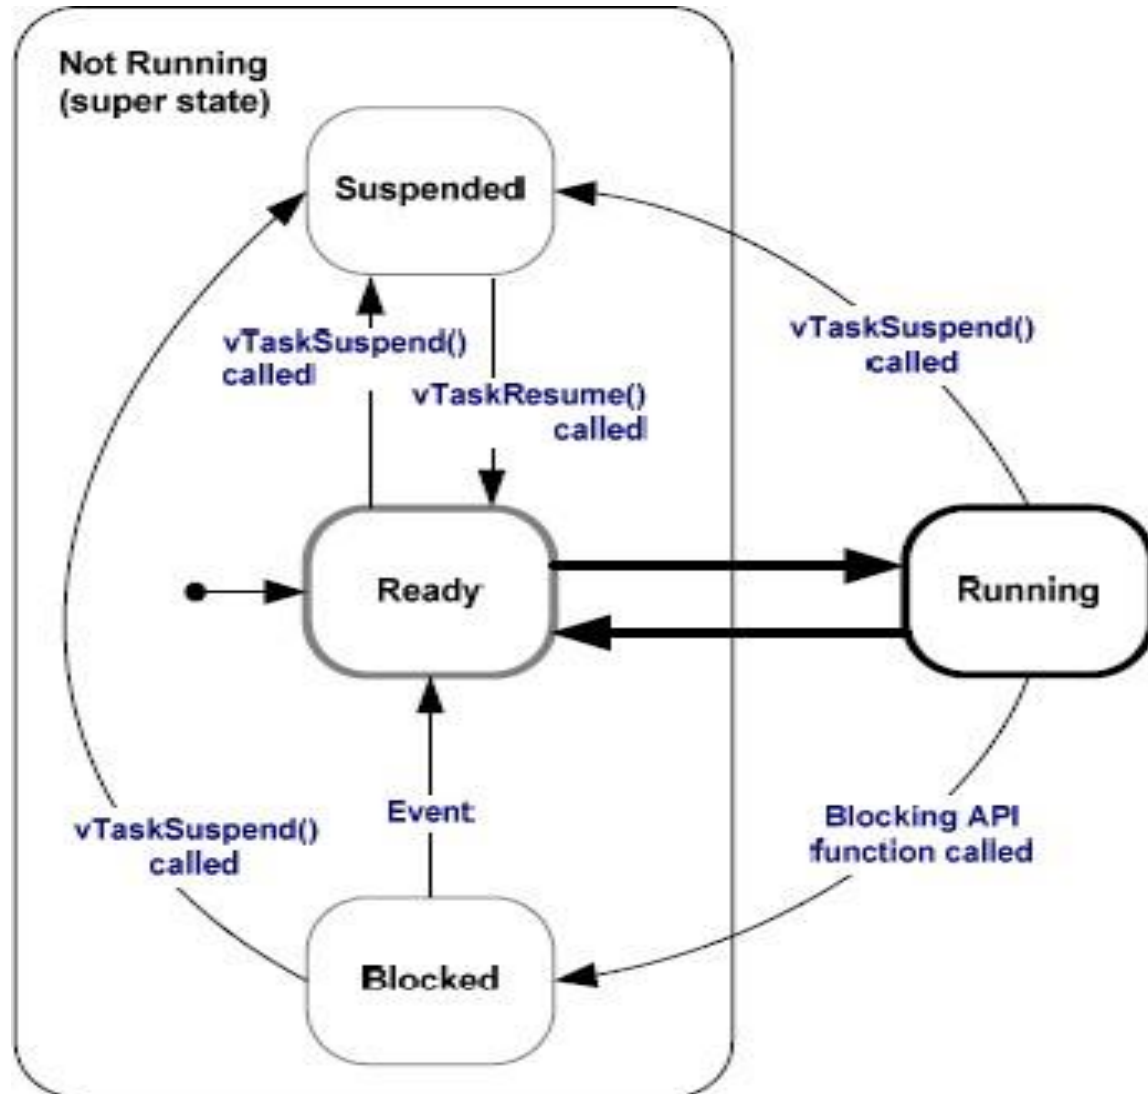 Not Running
(super state)
Suspended
vTaskSuspend()
called
vTaskResume()
called
vTaskSuspend()
called
Ready
Running
Event
vTaskSuspend()
called
Blocking API
function called
Blocked